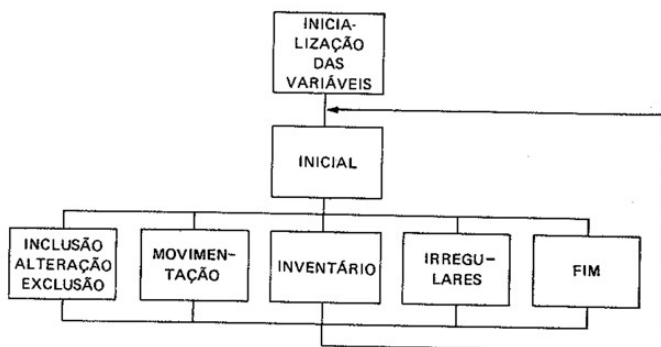 INICIA-
LIZAÇÃO
DAS
VARIÁVEIS
INICIAL
INCLUSÃO
ALTERAÇÃO
EXCLUSÃO
MOVIMEN-
TAÇÃO
INVENTÁRIO
IRREGU-
LARES
FIM